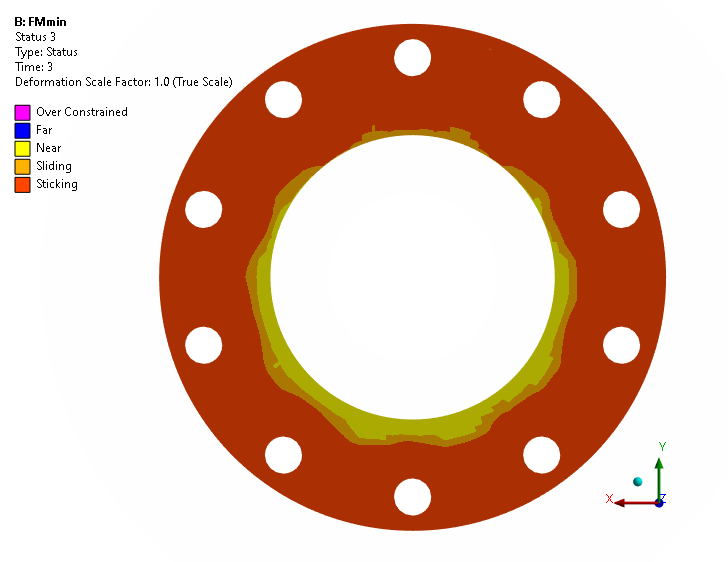 B: FMmin
Status 3
Type: Status
Time: 3
Deformation Scale Factor: 1.0 (True Scale)
Over Constrained
Far
Near
Sliding
Sticking
Y
X
Z